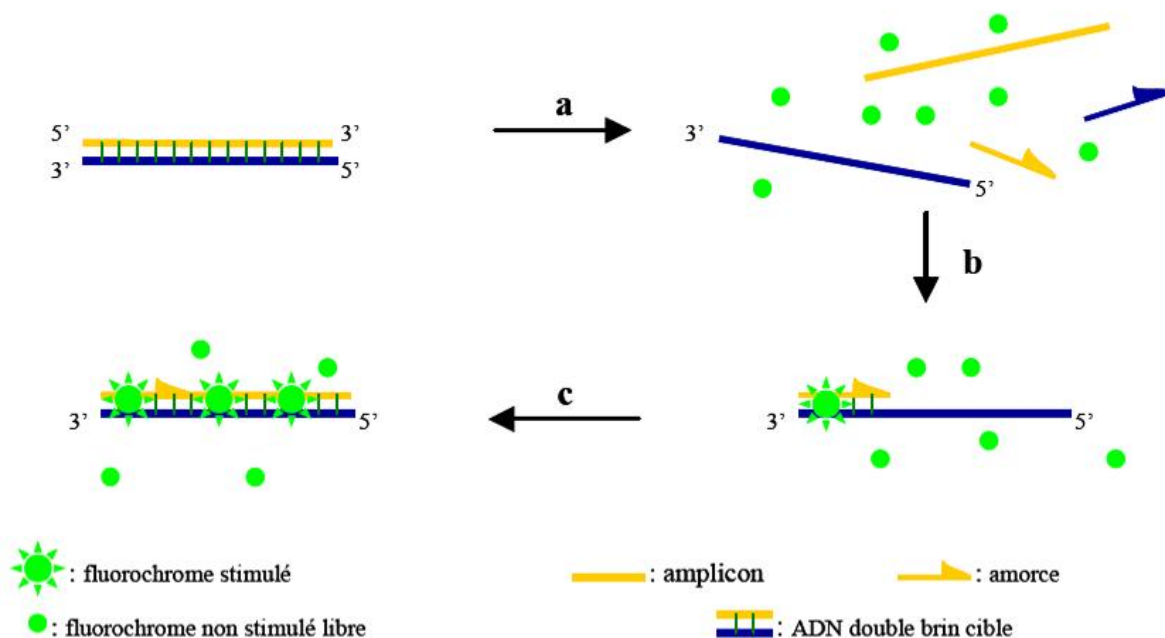 a
5’ 3’
3’ 5’
3’
5’
b
c
3’ 5’
3’ 5’
: fluorochrome stimulé
: amplicon
: amorce
: fluorochrome non stimulé libre
: ADN double brin cible